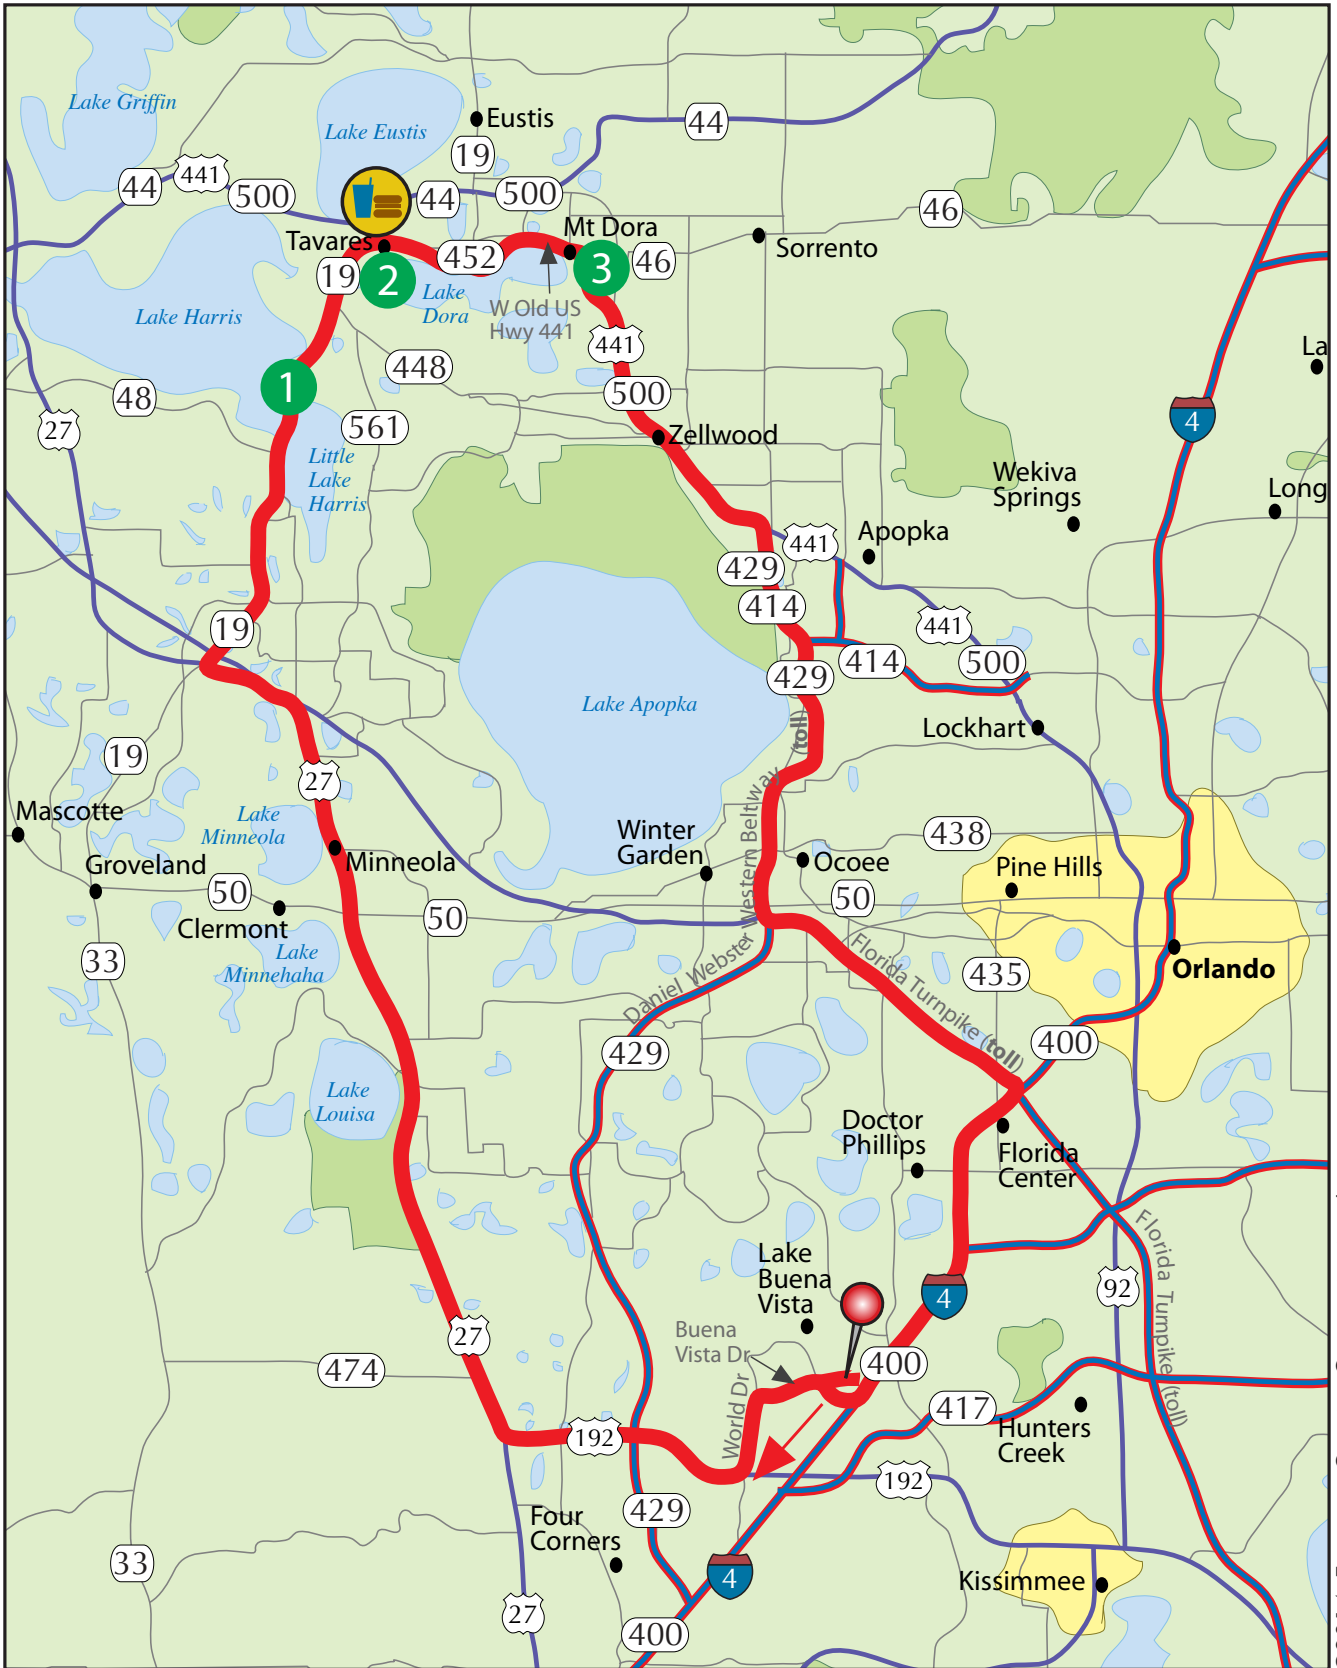 Lake Griffin
Lake Eustis
Eustis
44
19
441
44
500
44
500
46
Tavares
Mt Dora
Sorrento
452
3
46
19
2
Lake
Dora
W Old US
Hwy 441
Lake Harris
441
La
448
1
500
48
4
27
561
Zellwood
Little
Lake
Harris
Wekiva
Springs
Long
441
Apopka
429
414
19
441
414
500
429
Lake Apopka
Lockhart
19
27
Mascotte
Lake
Minneola
Winter
Garden
438
Minneola
Ocoee
Pine Hills
Groveland
50
50
Clermont
50
Daniel Webster Western Beltway (toll)
Florida Turnpike (toll)
Orlando
33
Lake
Minnehaha
435
400
429
Lake
Louisa
Doctor
Phillips
Florida
Center
Florida Turnpike (toll)
Lake
Buena
Vista
4
92
27
Buena
Vista Dr
474
400
World Dr
417
Hunters
Creek
192
192
429
Four
Corners
33
4
Kissimmee
27
400